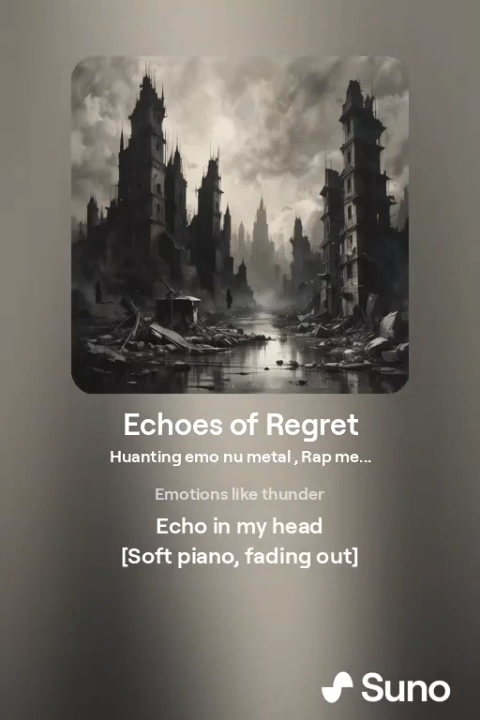 Echoes of Regret
Huanting emo nu metal , Rap me...
Emotions like thunder
Echo in my head
[Soft piano, fading out]
Suno